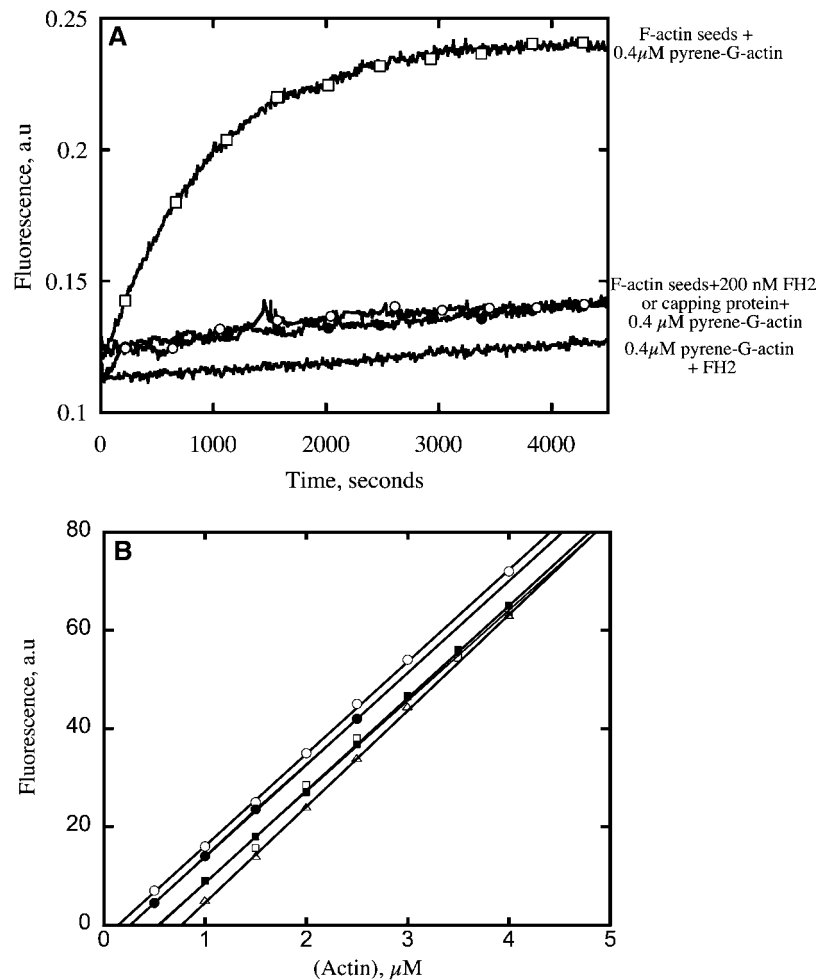 A
0.25
0.2
0.15
0.1
Fluorescence, a.u
0
1000
2000
3000
4000
Time, seconds
F-actin seeds +
0.4µM pyrene-G-actin
F-actin seeds+200 nM FH2
or capping protein+
0.4 µM pyrene-G-actin
0.4µM pyrene-G-actin
+ FH2
B
80
60
40
20
0
Fluorescence, a.u
0
1
2
3
4
5
(Actin), µM